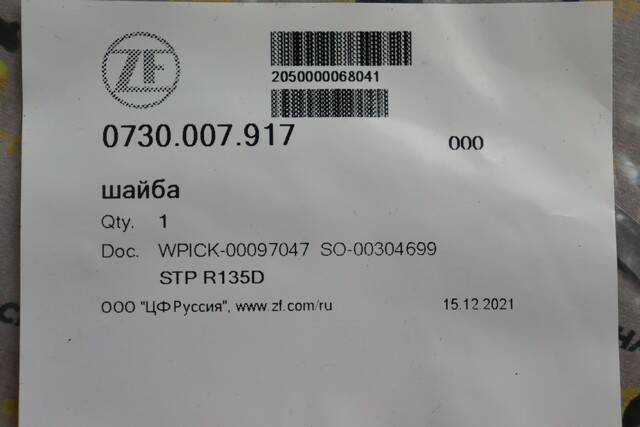 ZF
2050000068041
0730.007.917 000
шайба
Qty. 1
Doc. WPICK-00097047 SO-00304699
STP R135D
ООО "ЦФ Руссия", www.zf.com/ru 15.12.2021